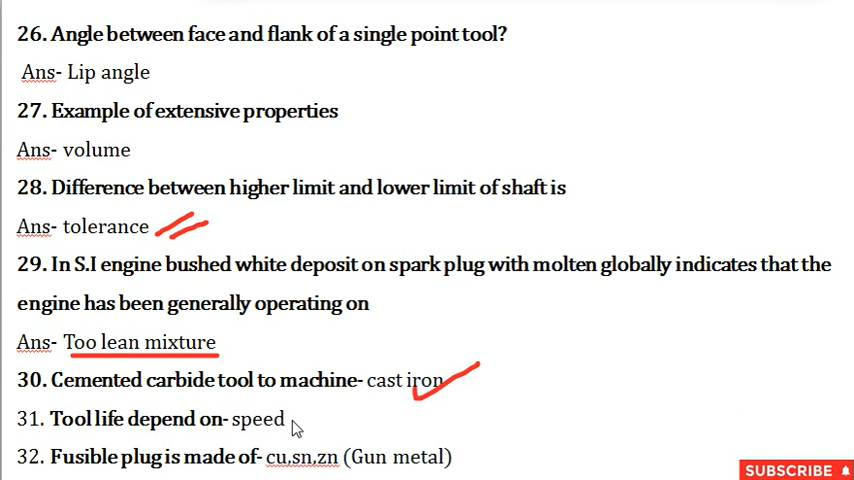 26. Angle between face and flank of a single point tool?
Ans- Lip angle
27. Example of extensive properties
Ans- volume
28. Difference between higher limit and lower limit of shaft is
Ans- tolerance
29. In S.I engine bushed white deposit on spark plug with molten globally indicates that the
engine has been generally operating on
Ans- Too lean mixture
30. Cemented carbide tool to machine- cast iron
31. Tool life depend on- speed
32. Fusible plug is made of- cu,sn,zn (Gun metal)
SUBSCRIBE